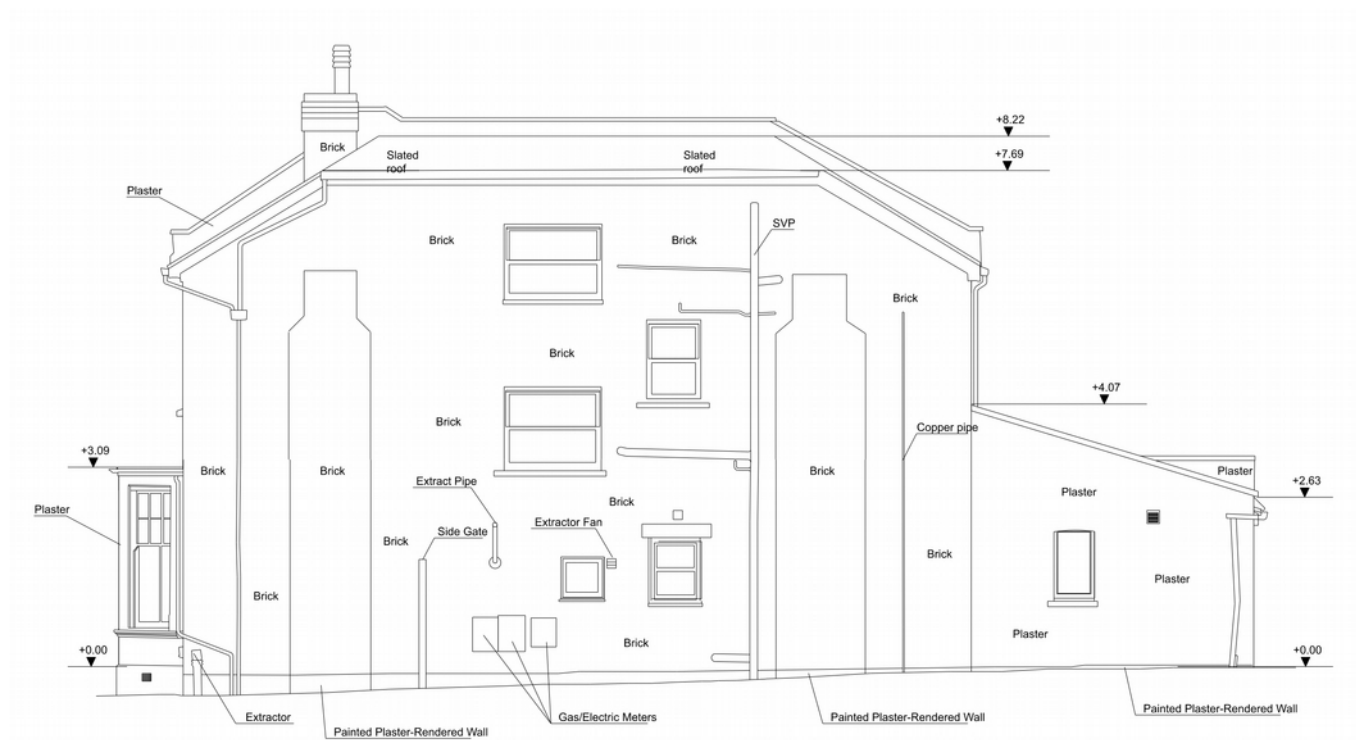 +8.22
Brick
Slated
roof
Slated
roof
+7.69
Plaster
SVP
Brick
Brick
Brick
Brick
+4.07
Brick
Copper pipe
+3.09
Brick
Brick
Brick
Plaster
Extract Pipe
Plaster
+2.63
Brick
Plaster
Side Gate
Extractor Fan
Brick
Brick
Plaster
Brick
Plaster
Brick
+0.00
+0.00
Extractor
Gas/Electric Meters
Painted Plaster-Rendered Wall
Painted Plaster-Rendered Wall
Painted Plaster-Rendered Wall